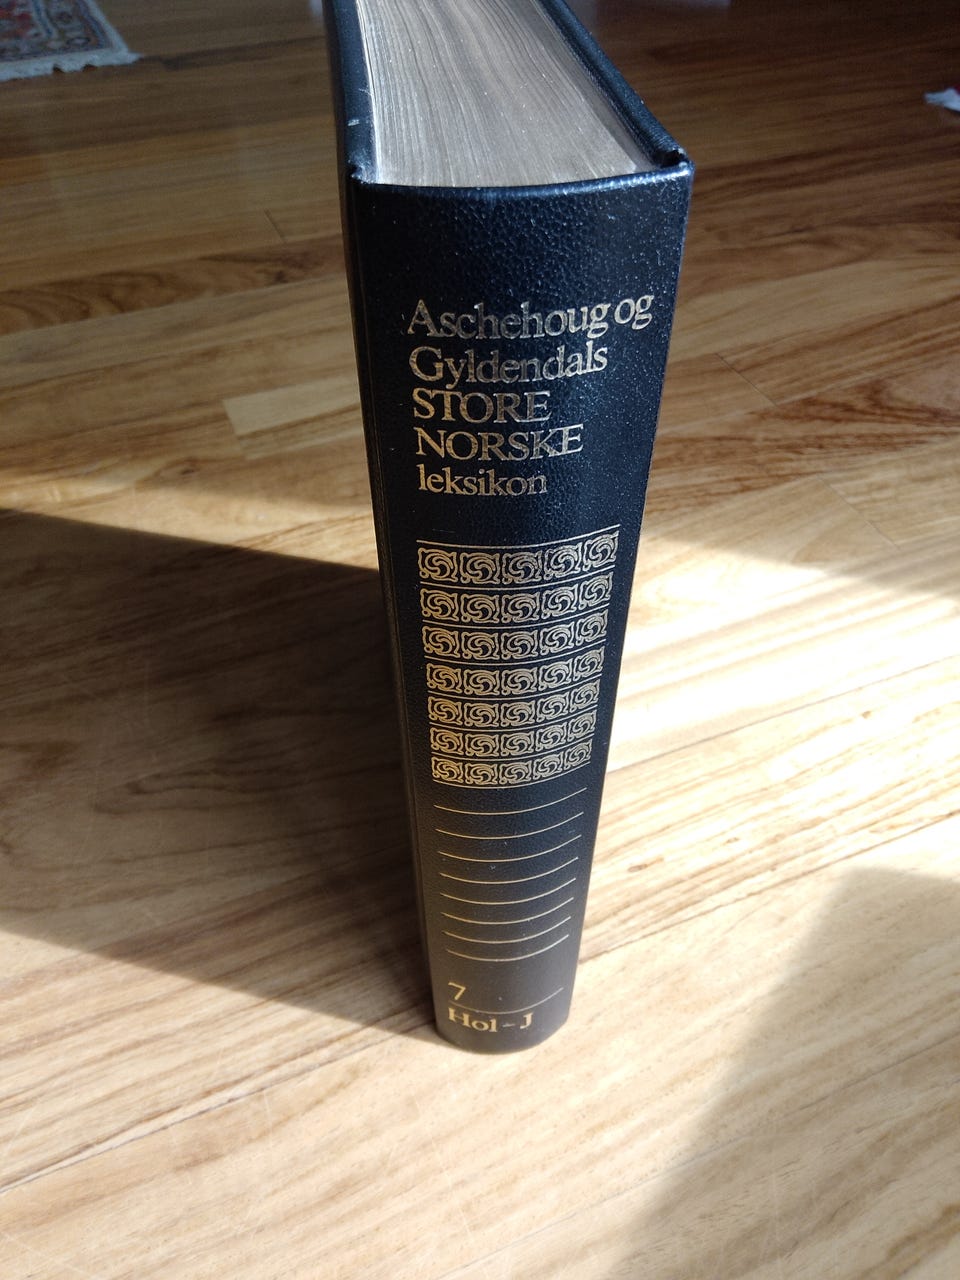 Aschehoug og
Gyldendals
STORE
NORSKE
leksikon
7
Hol - J